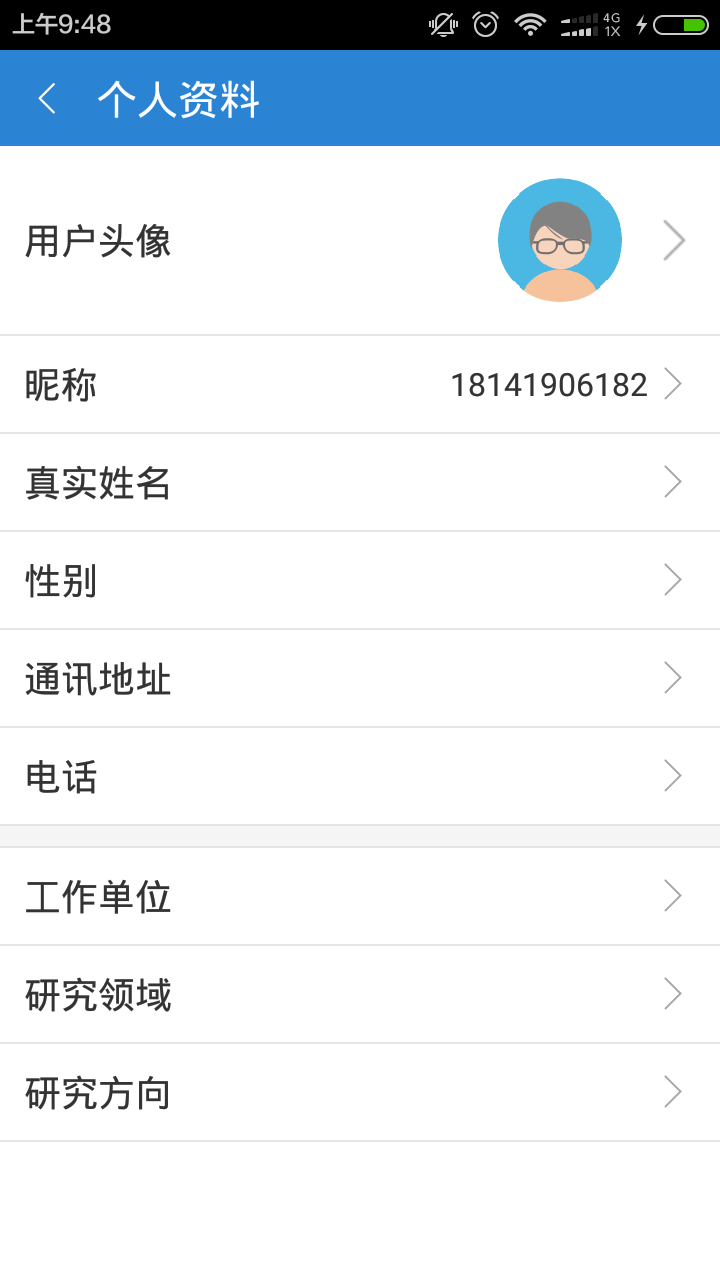 上午9:48
4G
1X
个人资料
用户头像
昵称 18141906182
真实姓名
性别
通讯地址
电话
工作单位
研究领域
研究方向